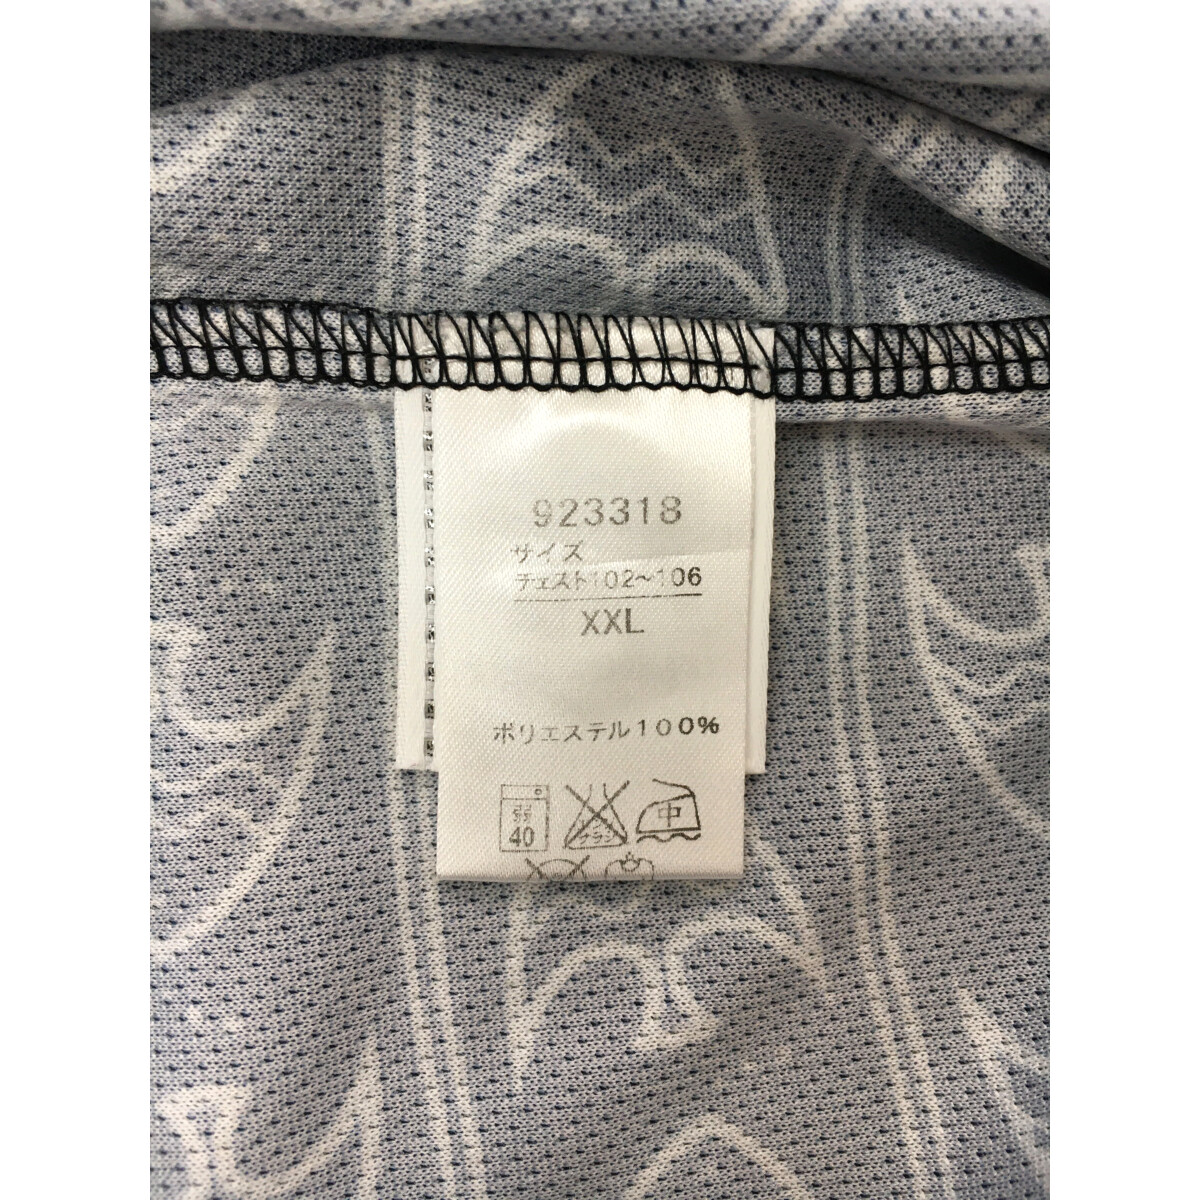 923318
サイズ
チェスト102～106
XXL
ポリエステル100%
弱 40 中